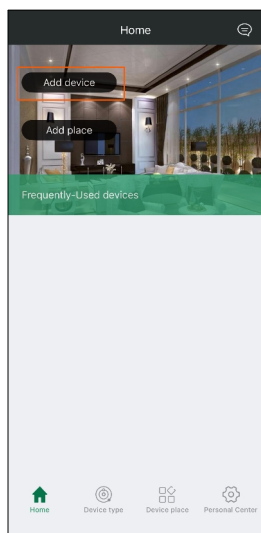 Home
Add device
Add place
Frequently-Used devices
Home
Device type
Device place
Personal Center